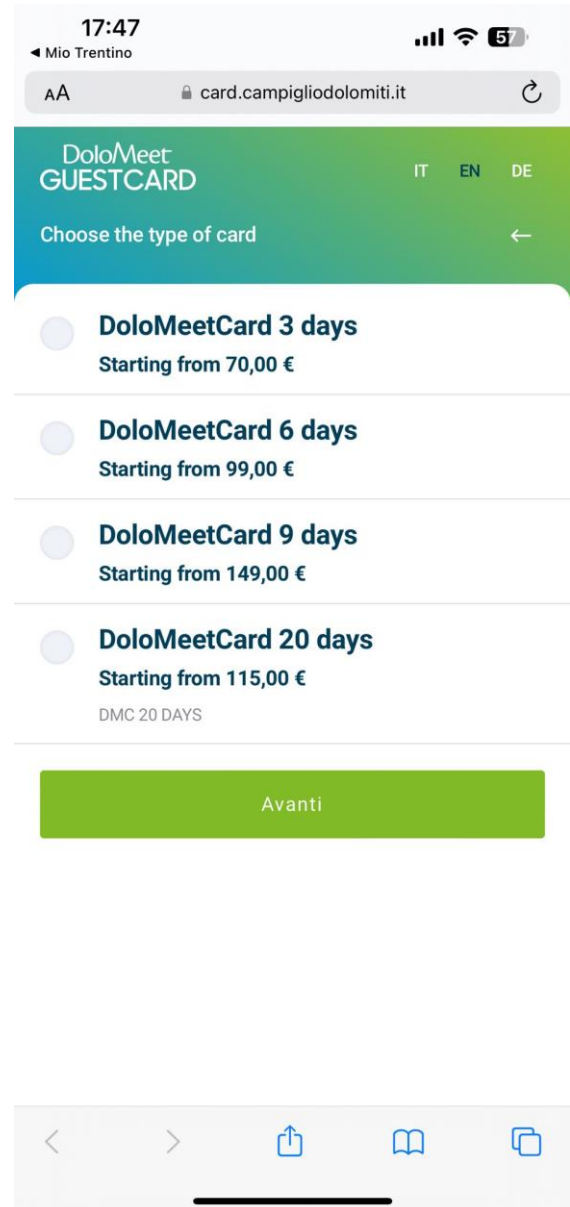 17:47
57
◀ Mio Trentino
AA
card.campigliodolomiti.it
DoloMeet
GUESTCARD
IT EN DE
Choose the type of card
DoloMeetCard 3 days
Starting from 70,00 €
DoloMeetCard 6 days
Starting from 99,00 €
DoloMeetCard 9 days
Starting from 149,00 €
DoloMeetCard 20 days
Starting from 115,00 €
DMC 20 DAYS
Avanti